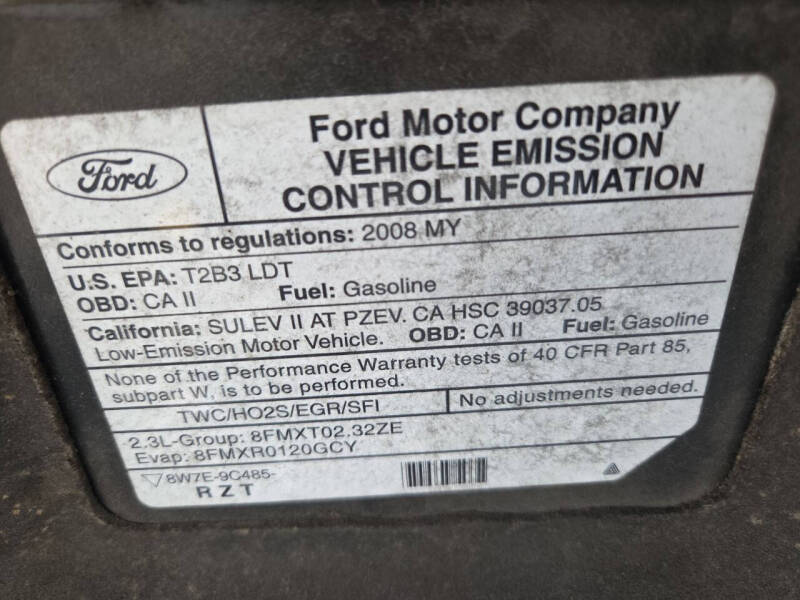 Ford
Ford Motor Company
VEHICLE EMISSION
CONTROL INFORMATION
Conforms to regulations: 2008 MY
U.S. EPA: T2B3 LDT
OBD: CA II Fuel: Gasoline
California: SULEV II AT PZEV. CA HSC 39037.05
Low-Emission Motor Vehicle. OBD: CA II Fuel: Gasoline
None of the Performance Warranty tests of 40 CFR Part 85,
subpart W, is to be performed.
TWC/HO2S/EGR/SFI No adjustments needed.
2.3L-Group: 8FMXT02.32ZE
Evap: 8FMXR0120GCY
8W7E-9C485-
RZT